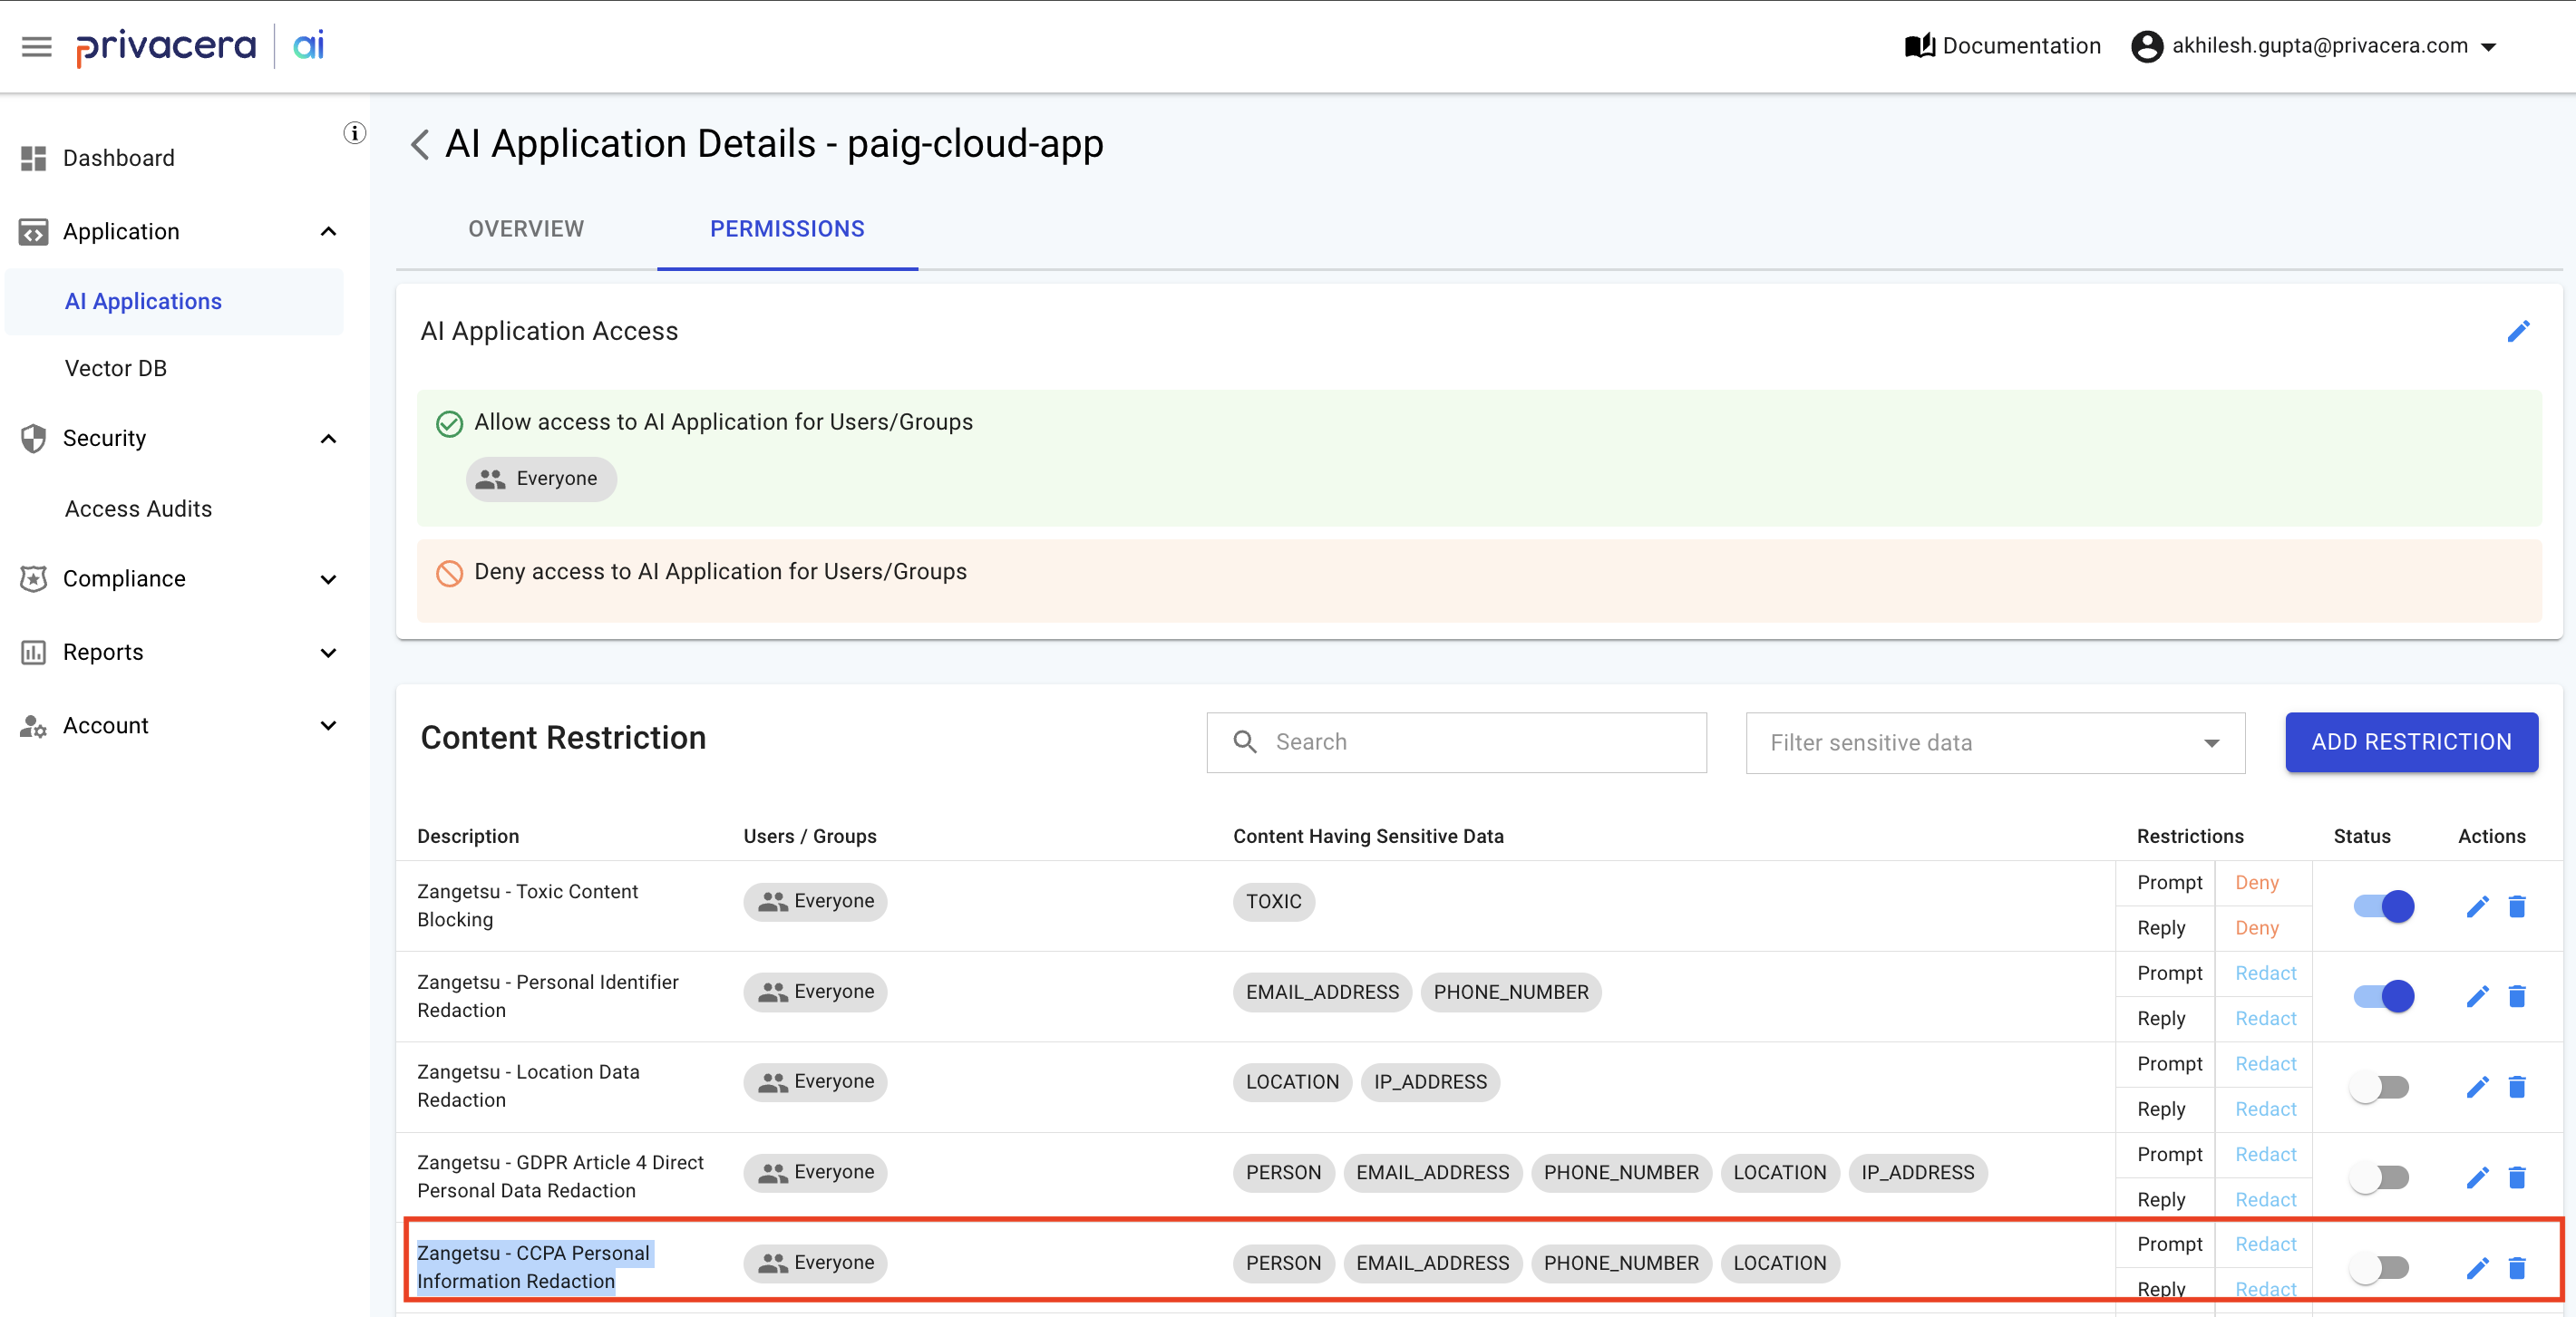 privacera ai
Documentation
akhilesh.gupta@privacera.com
Dashboard
Application
AI Applications
Vector DB
Security
Access Audits
Compliance
Reports
Account
AI Application Details - paig-cloud-app
OVERVIEW
PERMISSIONS
AI Application Access
Allow access to AI Application for Users/Groups
Everyone
Deny access to AI Application for Users/Groups
Content Restriction
Search
Filter sensitive data
ADD RESTRICTION
Description
Users / Groups
Content Having Sensitive Data
Restrictions
Status
Actions
Zangetsu - Toxic Content
Blocking
Everyone
TOXIC
Prompt Deny
Reply Deny
Zangetsu - Personal Identifier
Redaction
Everyone
EMAIL_ADDRESS PHONE_NUMBER
Prompt Redact
Reply Redact
Zangetsu - Location Data
Redaction
Everyone
LOCATION IP_ADDRESS
Prompt Redact
Reply Redact
Zangetsu - GDPR Article 4 Direct
Personal Data Redaction
Everyone
PERSON EMAIL_ADDRESS PHONE_NUMBER LOCATION IP_ADDRESS
Prompt Redact
Reply Redact
Zangetsu - CCPA Personal
Information Redaction
Everyone
PERSON EMAIL_ADDRESS PHONE_NUMBER LOCATION
Prompt Redact
Reply Redact